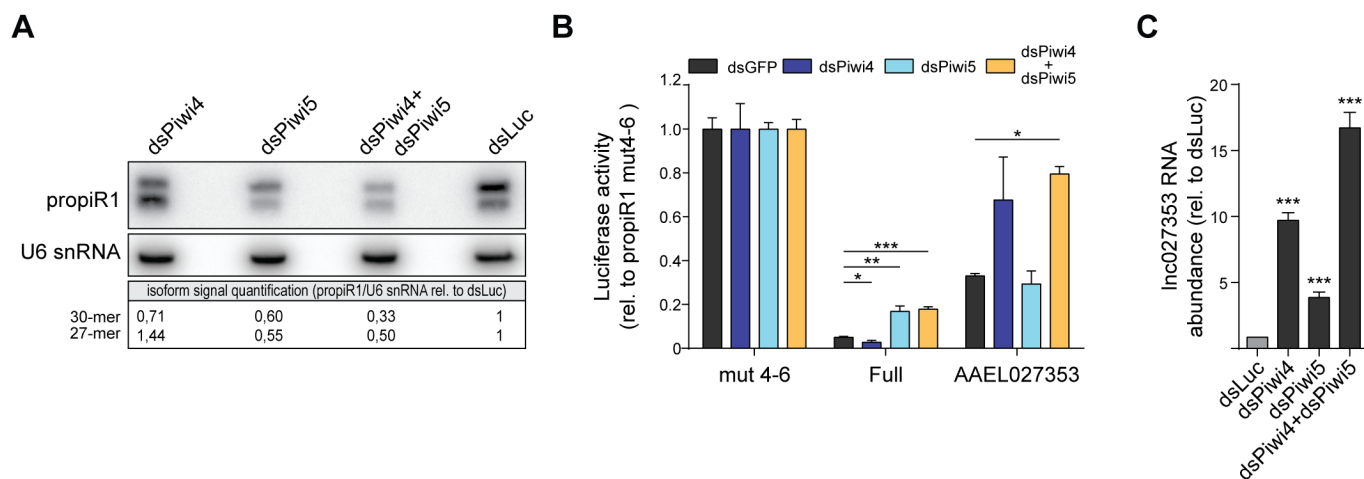 A
dsPiwi4
dsPiwi5
dsPiwi4+
dsPiwi5
dsLuc
propiR1
U6 snRNA
isoform signal quantification (propiR1/U6 snRNA rel. to dsLuc)
30-mer 0,71 0,60 0,33 1
27-mer 1,44 0,55 0,50 1
B
dsGFP dsPiwi4 dsPiwi5 dsPiwi4
+
dsPiwi5
Luciferase activity
(rel. to propiR1 mut4-6 )
1.2
1.0
0.8
0.6
0.4
0.2
0
*
***
**
*
mut 4-6 Full AAEL027353
C
lnc027353 RNA
abundance (rel. to dsLuc)
20
15
10
5
***
***
***
***
dsLuc
dsPiwi4
dsPiwi5
dsPiwi4+dsPiwi5